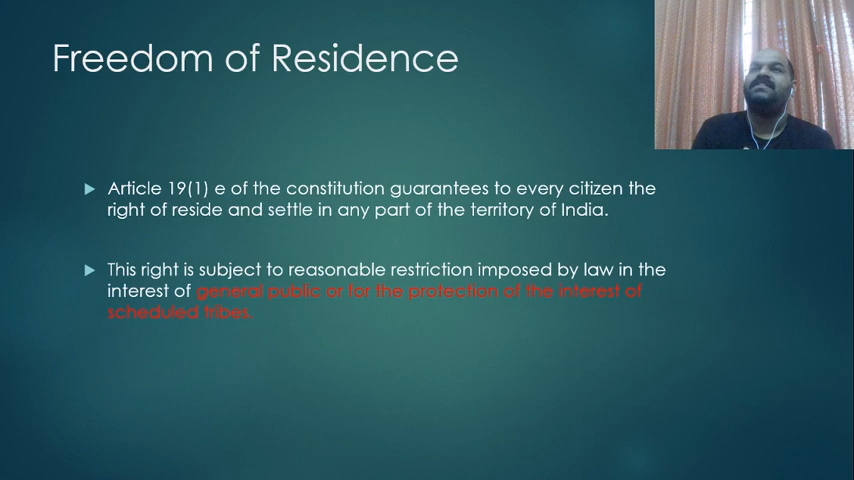 Freedom of Residence
Article 19(1) e of the constitution guarantees to every citizen the
right of reside and settle in any part of the territory of India.
This right is subject to reasonable restriction imposed by law in the
interest of general public or for the protection of the interest of
scheduled tribes.